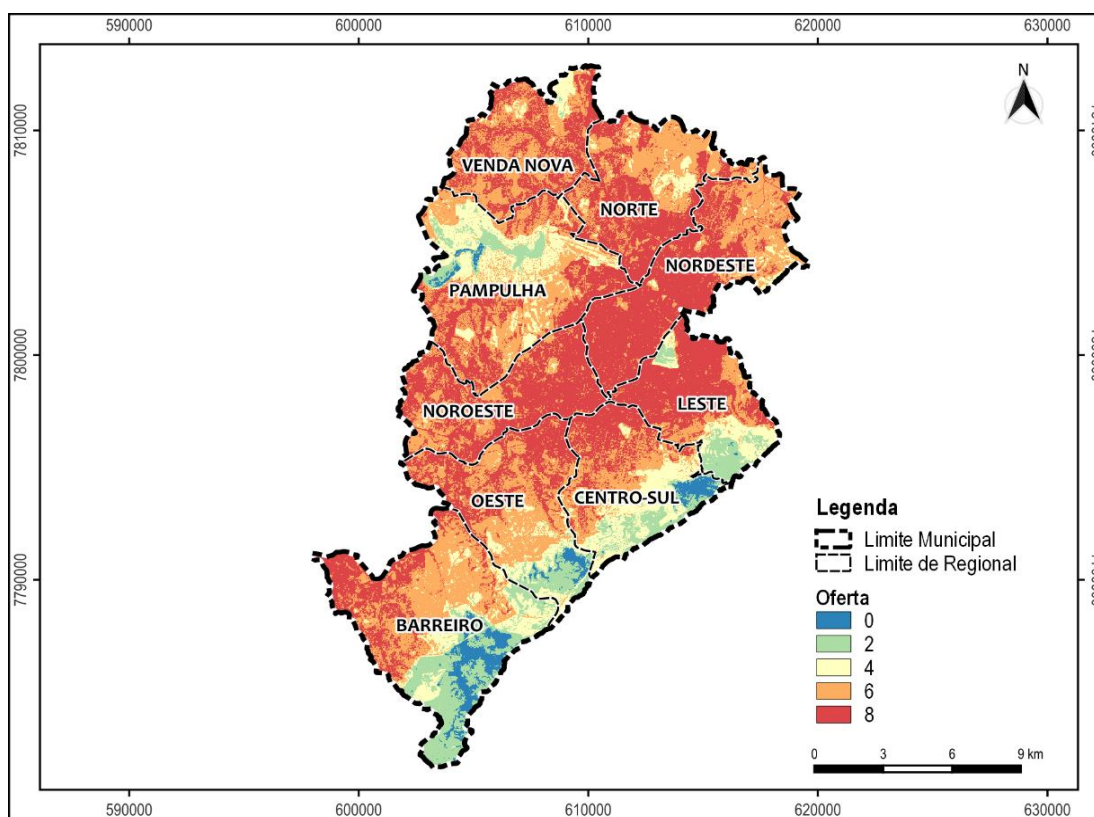 590000 600000 610000 620000 630000
N
7810000
VENDA NOVA
NORTE
NORDESTE
PAMPULHA
7800000
NOROESTE
LESTE
OESTE
CENTRO-SUL
7790000
BARREIRO
Legenda
Limite Municipal
Limite de Regional
Oferta
0
2
4
6
8
0 3 6 9 km
590000 600000 610000 620000 630000